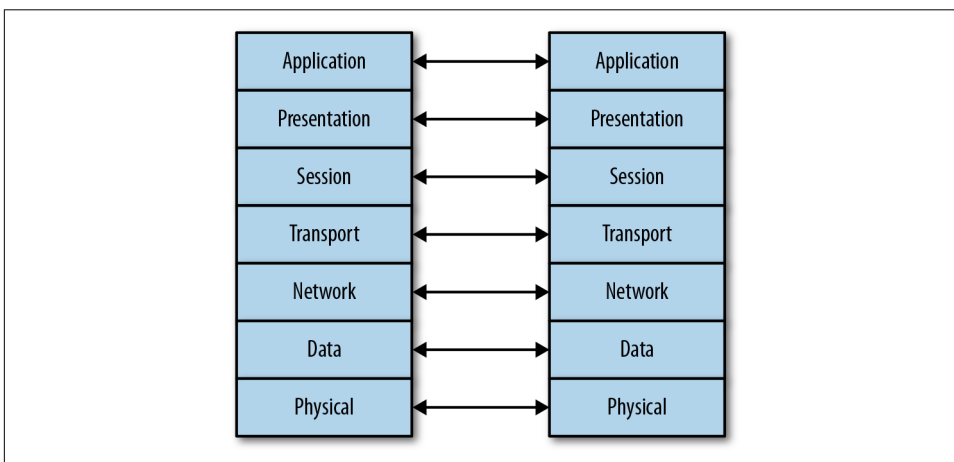 Application Application
Presentation Presentation
Session Session
Transport Transport
Network Network
Data Data
Physical Physical